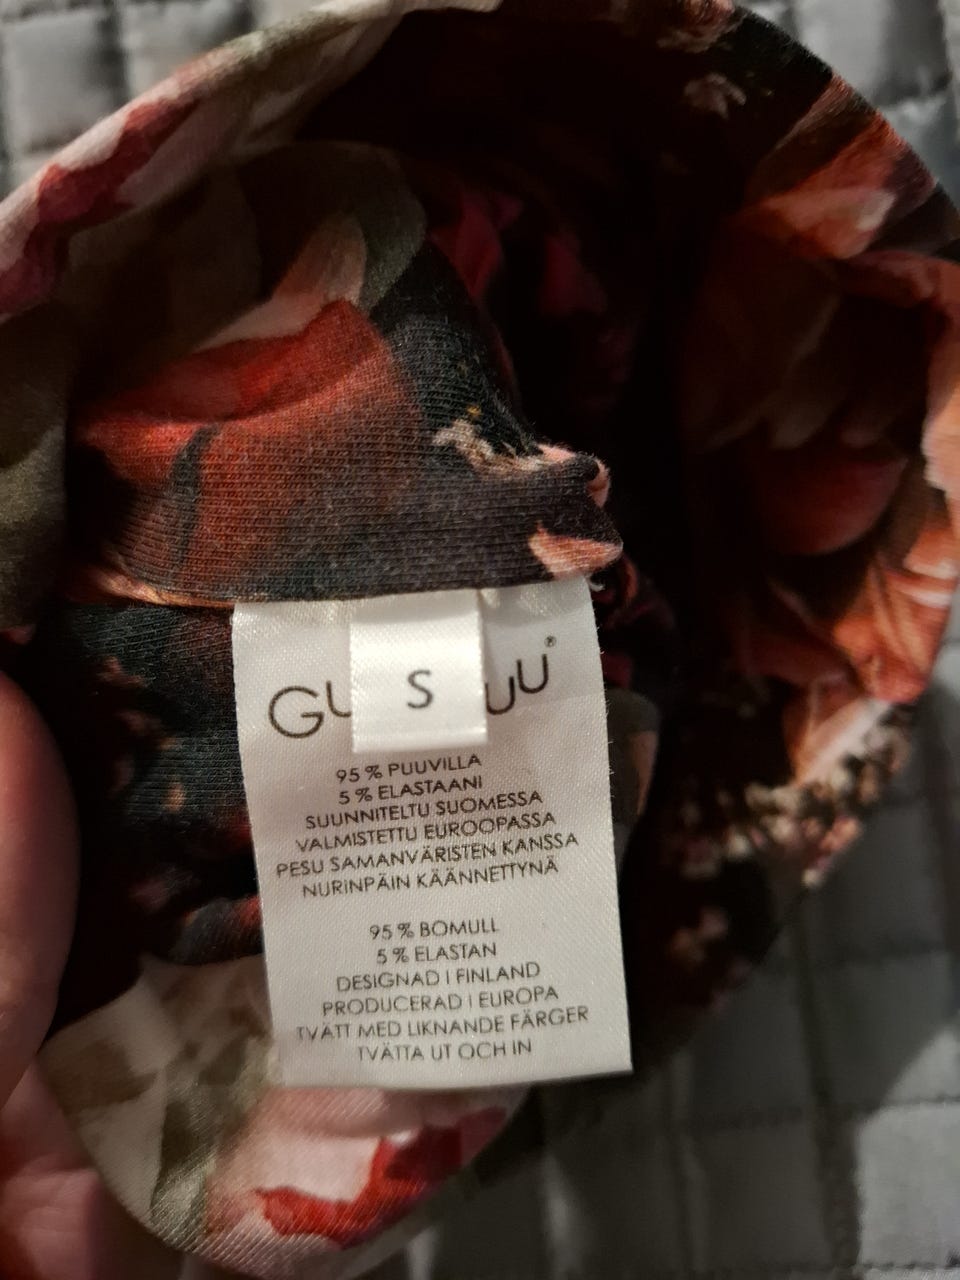 GU UU®
S
95 % PUUVILLA
5 % ELASTAANI
SUUNNITELTU SUOMESSA
VALMISTETTU EUROOPASSA
PESU SAMANVÄRISTEN KANSSA
NURINPÄIN KÄÄNNETTYNÄ
95 % BOMULL
5 % ELASTAN
DESIGNAD I FINLAND
PRODUCERAD I EUROPA
TVÄTT MED LIKNANDE FÄRGER
TVÄTTA UT OCH IN